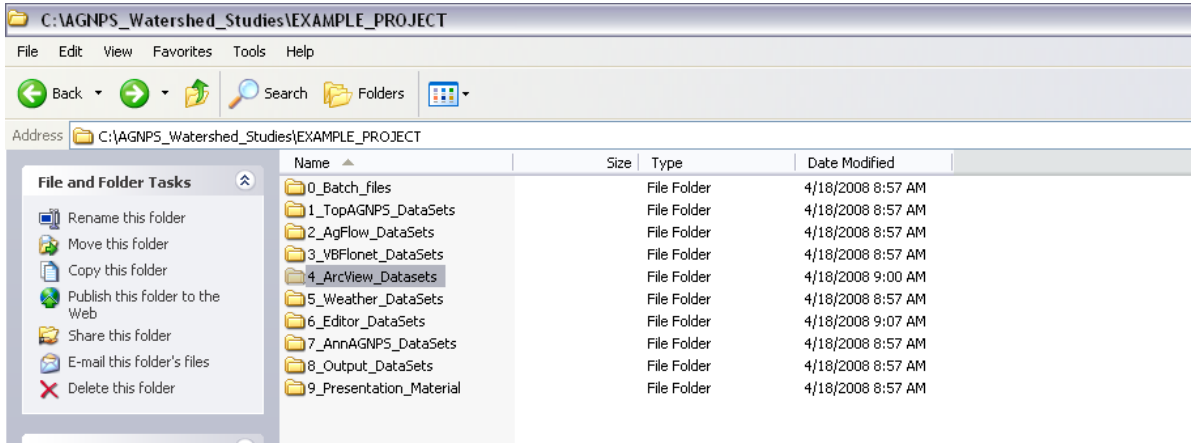 C:\AGNPS_Watershed_Studies\EXAMPLE_PROJECT
File Edit View Favorites Tools Help
Back Search Folders
Address C:\AGNPS_Watershed_Studies\EXAMPLE_PROJECT
File and Folder Tasks
Rename this folder
Move this folder
Copy this folder
Publish this folder to the
Web
Share this folder
E-mail this folder's files
Delete this folder
Name Size Type Date Modified
0_Batch_files File Folder 4/18/2008 8:57 AM
1_TopAGNPS_DataSets File Folder 4/18/2008 8:57 AM
2_AgFlow_DataSets File Folder 4/18/2008 8:57 AM
3_VBFlonet_DataSets File Folder 4/18/2008 8:57 AM
4_ArcView_Datasets File Folder 4/18/2008 9:00 AM
5_Weather_DataSets File Folder 4/18/2008 8:57 AM
6_Editor_DataSets File Folder 4/18/2008 9:07 AM
7_AnnAGNPS_DataSets File Folder 4/18/2008 8:57 AM
8_Output_DataSets File Folder 4/18/2008 8:57 AM
9_Presentation_Material File Folder 4/18/2008 8:57 AM